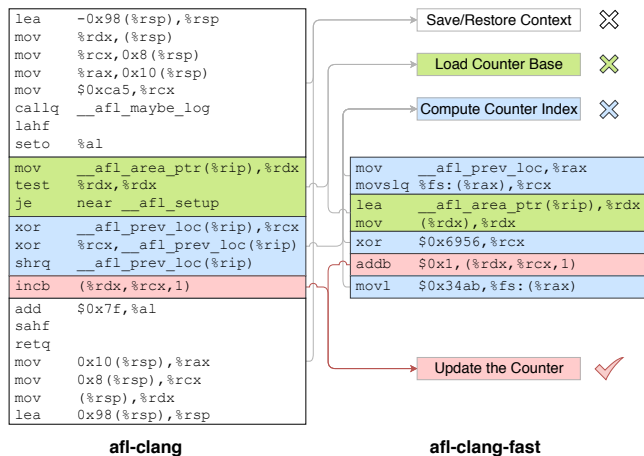 lea -0x98(%rsp),%rsp
mov %rdx,(%rsp)
mov %rcx,0x8(%rsp)
mov %rax,0x10(%rsp)
mov $0xca5,%rcx
callq __afl_maybe_log
lahf
seto %al
mov __afl_area_ptr(%rip),%rdx
test %rdx,%rdx
je near __afl_setup
xor __afl_prev_loc(%rip),%rcx
xor %rcx,__afl_prev_loc(%rip)
shrq __afl_prev_loc(%rip)
incb (%rdx,%rcx,1)
add $0x7f,%al
sahf
retq
mov 0x10(%rsp),%rax
mov 0x8(%rsp),%rcx
mov (%rsp),%rdx
lea 0x98(%rsp),%rsp
afl-clang
Save/Restore Context
Load Counter Base
Compute Counter Index
mov __afl_prev_loc,%rax
movslq %fs:(%rax),%rcx
lea __afl_area_ptr(%rip),%rdx
mov (%rdx),%rdx
xor $0x6956,%rcx
addb $0x1,(%rdx,%rcx,1)
movl $0x34ab,%fs:(%rax)
Update the Counter
afl-clang-fast